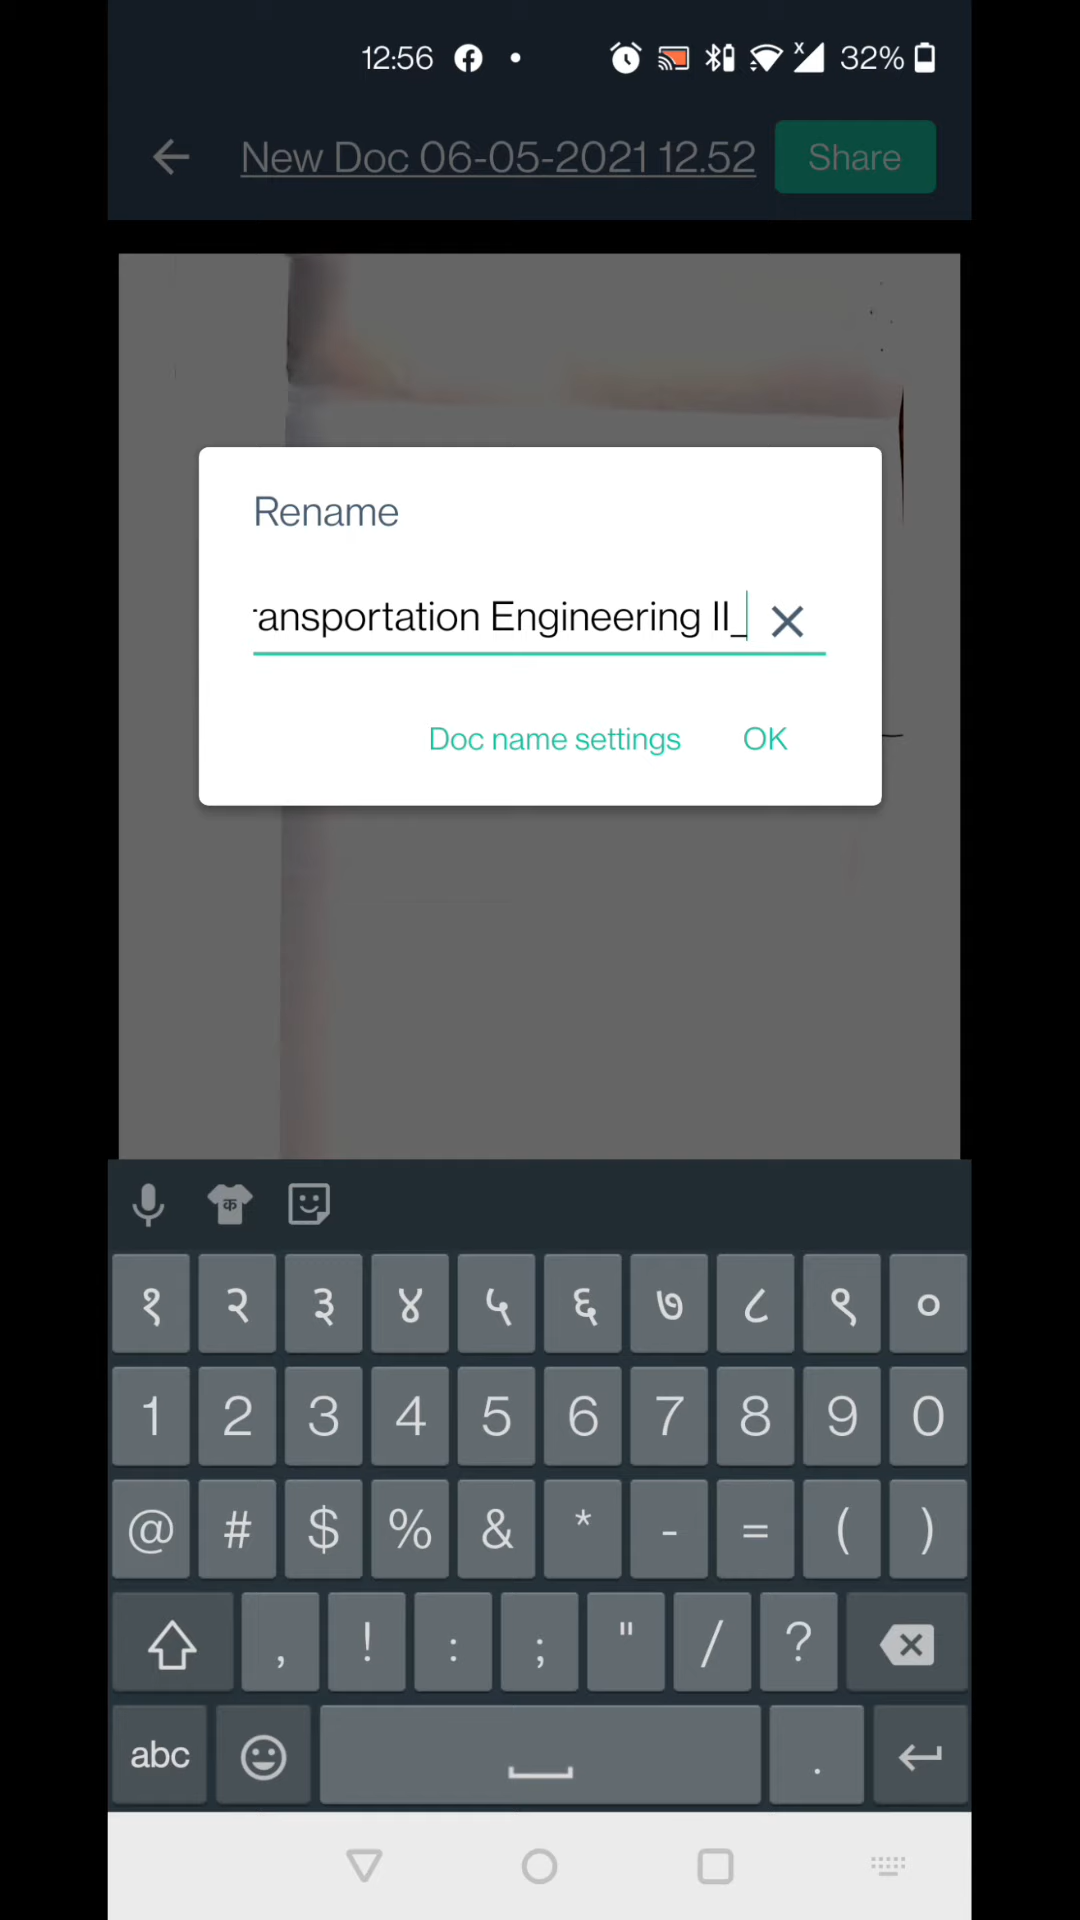 12:56 32%
New Doc 06-05-2021 12.52 Share
Rename
ransportation Engineering II_
Doc name settings OK
क
१ २ ३ ४ ५ ६ ७ ८ ९ ०
1 2 3 4 5 6 7 8 9 0
@ # $ % & * - = ( )
, ! : ; " / ?
abc .